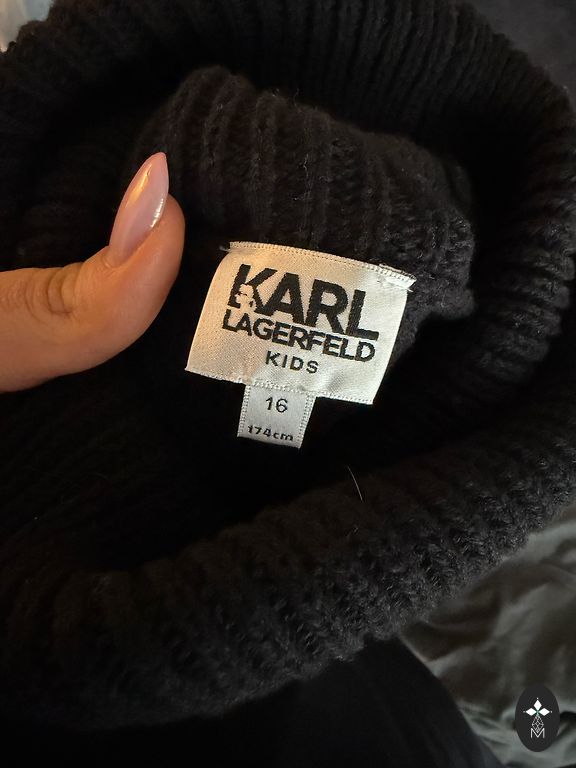 KARL
LAGERFELD
KIDS
16
174cm
M